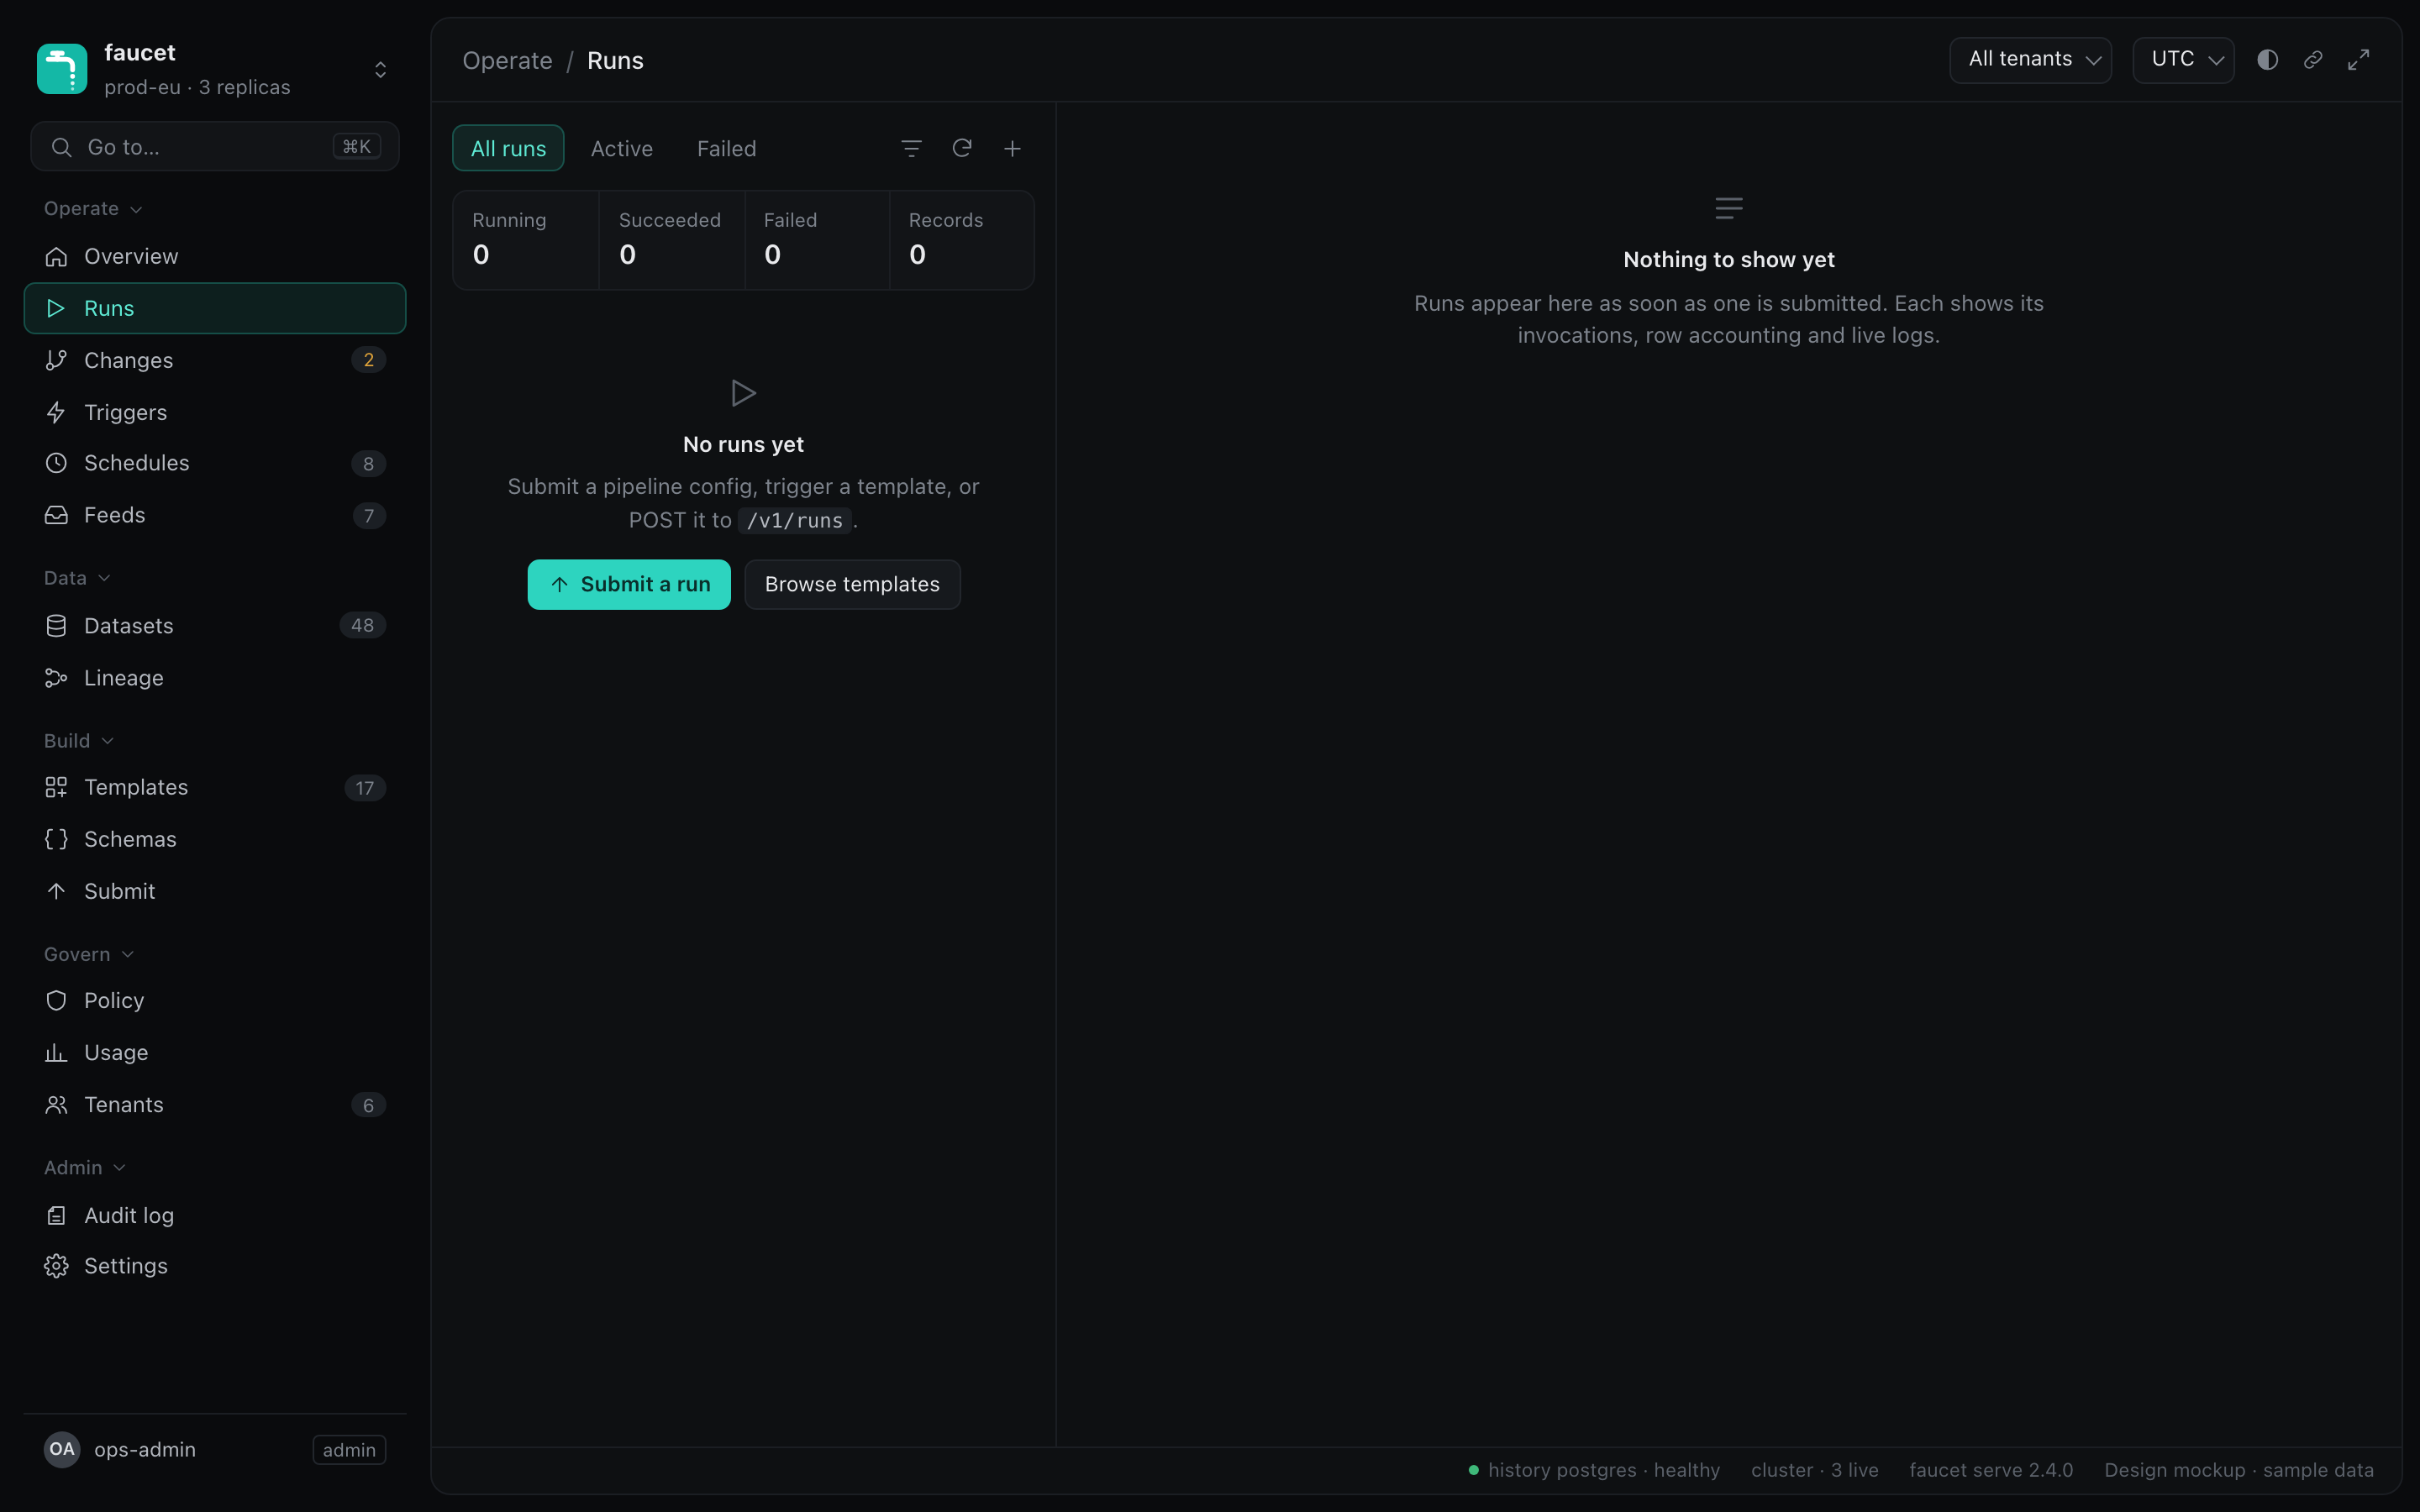 faucet
prod-eu · 3 replicas
Go to...
⌘K
Operate
Overview
Runs
Changes 2
Triggers
Schedules 8
Feeds 7
Data
Datasets 48
Lineage
Build
Templates 17
Schemas
Submit
Govern
Policy
Usage
Tenants 6
Admin
Audit log
Settings
OA ops-admin admin
Operate / Runs
All tenants UTC
All runs Active Failed
Running Succeeded Failed Records
0 0 0 0
No runs yet
Submit a pipeline config, trigger a template, or
POST it to /v1/runs.
Submit a run Browse templates
Nothing to show yet
Runs appear here as soon as one is submitted. Each shows its
invocations, row accounting and live logs.
history postgres · healthy cluster · 3 live faucet serve 2.4.0 Design mockup · sample data